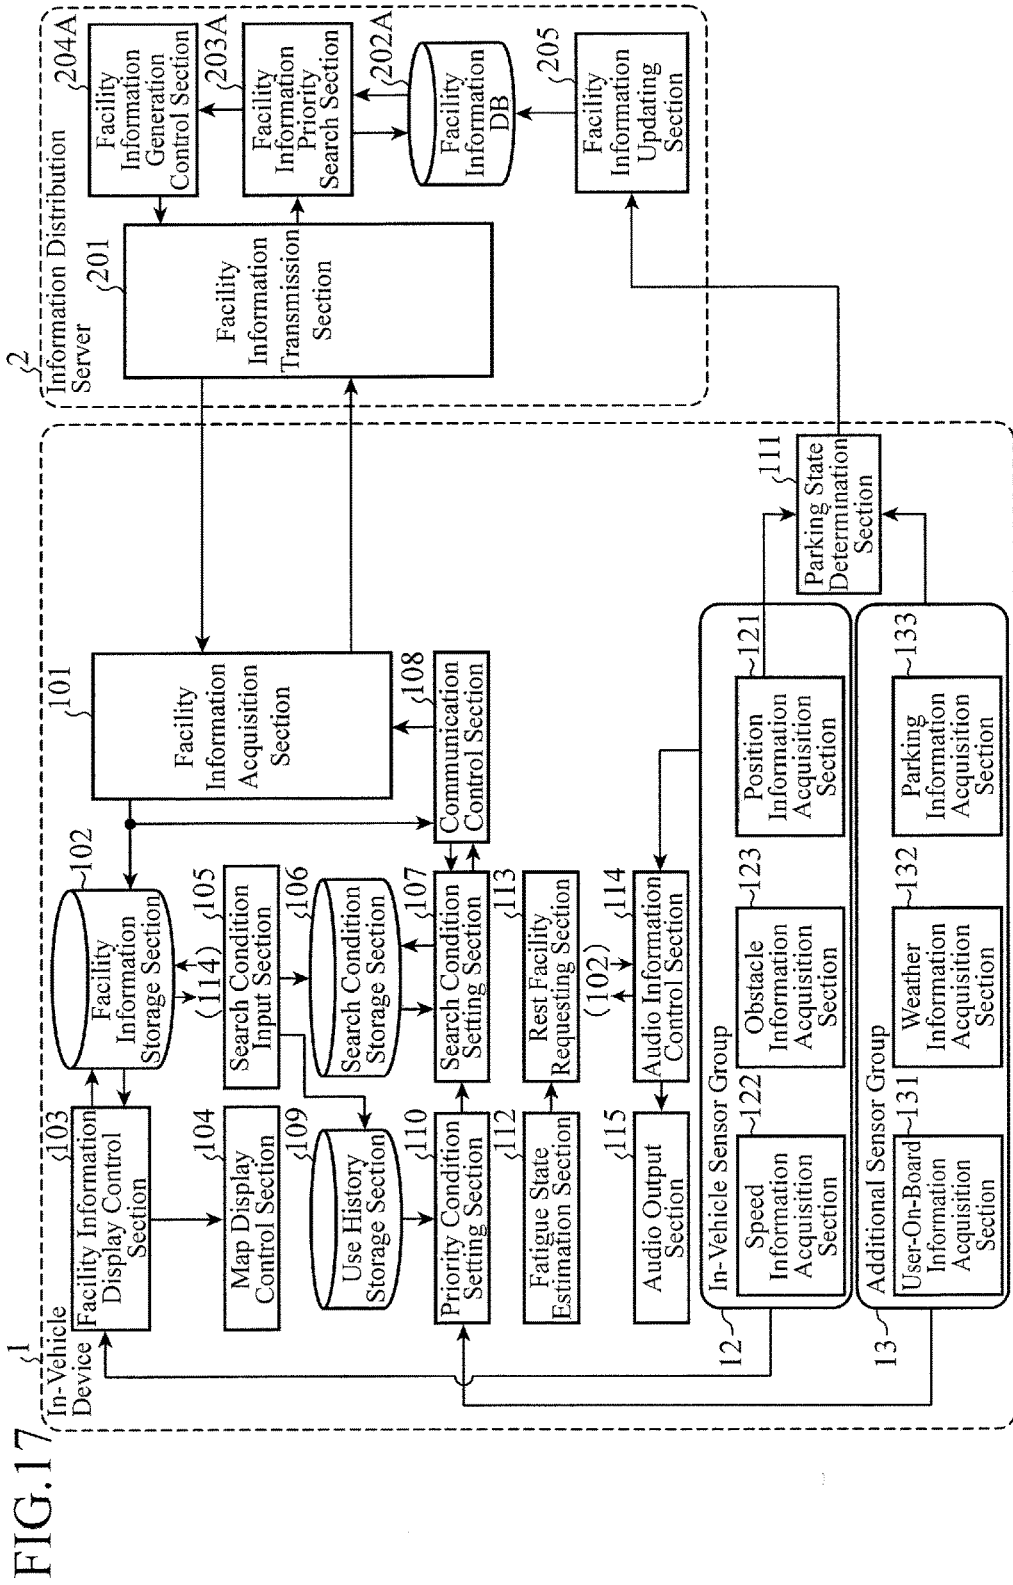 FIG.17
1
In-Vehicle
Device
103
Facility Information
Display Control
Section
102
Facility
Information
Storage Section
(114)
101
Facility
Information
Acquisition
Section
104
Map Display
Control Section
105
Search Condition
Input Section
109
Use History
Storage Section
106
Search Condition
Storage Section
110
Priority Condition
Setting Section
107
Search Condition
Setting Section
108
Communication
Control Section
112
Fatigue State
Estimation Section
113
Rest Facility
Requesting Section
(102)
115
Audio Output
Section
114
Audio Information
Control Section
12
In-Vehicle Sensor Group
122
Speed
Information
Acquisition
Section
123
Obstacle
Information
Acquisition
Section
121
Position
Information
Acquisition
Section
13
Additional Sensor Group
131
User-On-Board
Information
Acquisition
Section
132
Weather
Information
Acquisition
Section
133
Parking
Information
Acquisition
Section
111
Parking State
Determination
Section
2
Information Distribution
Server
201
Facility
Information
Transmission
Section
204A
Facility
Information
Generation
Control Section
203A
Facility
Information
Priority
Search Section
202A
Facility
Information
DB
205
Facility
Information
Updating
Section